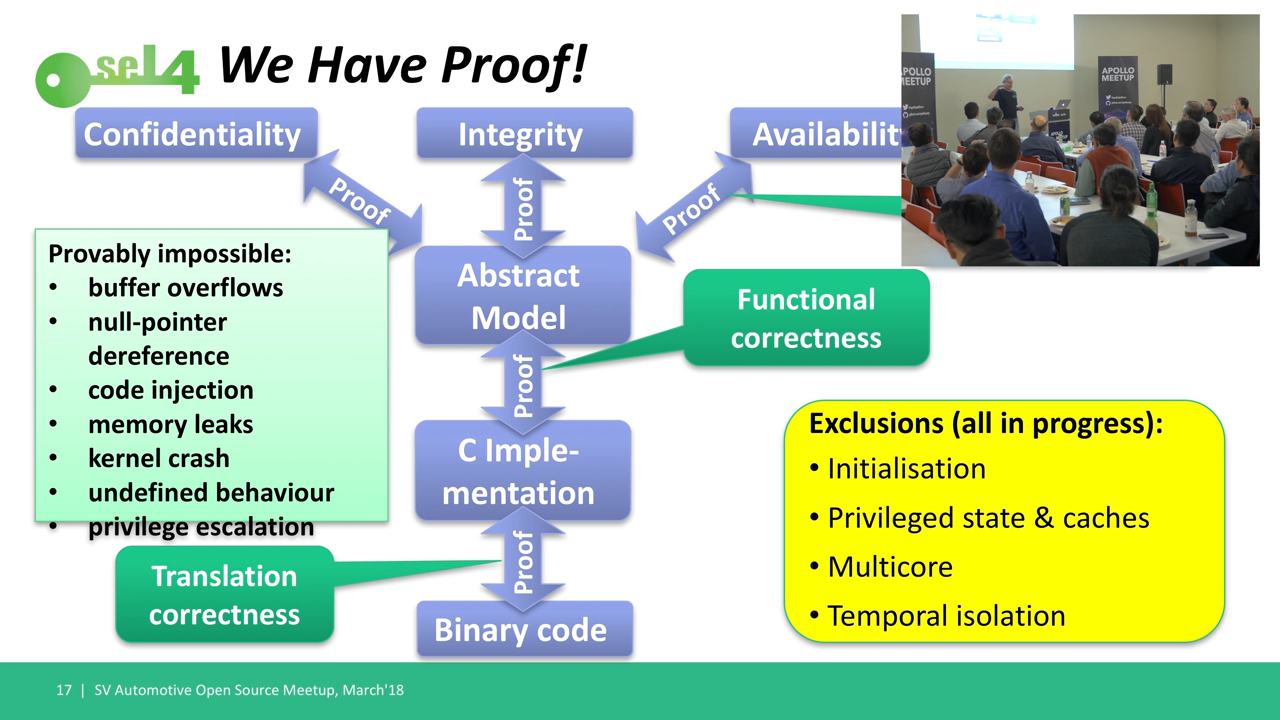 seL4
We Have Proof!
Confidentiality
Integrity
Availability
APOLLO
MEETUP
APOLLO
MEETUP
Proof
Proof
Proof
Provably impossible:
• buffer overflows
• null-pointer
dereference
• code injection
• memory leaks
• kernel crash
• undefined behaviour
• privilege escalation
Abstract
Model
Functional
correctness
Proof
C Imple-
mentation
Exclusions (all in progress):
• Initialisation
• Privileged state & caches
• Multicore
• Temporal isolation
Proof
Translation
correctness
Binary code
17 | SV Automotive Open Source Meetup, March'18